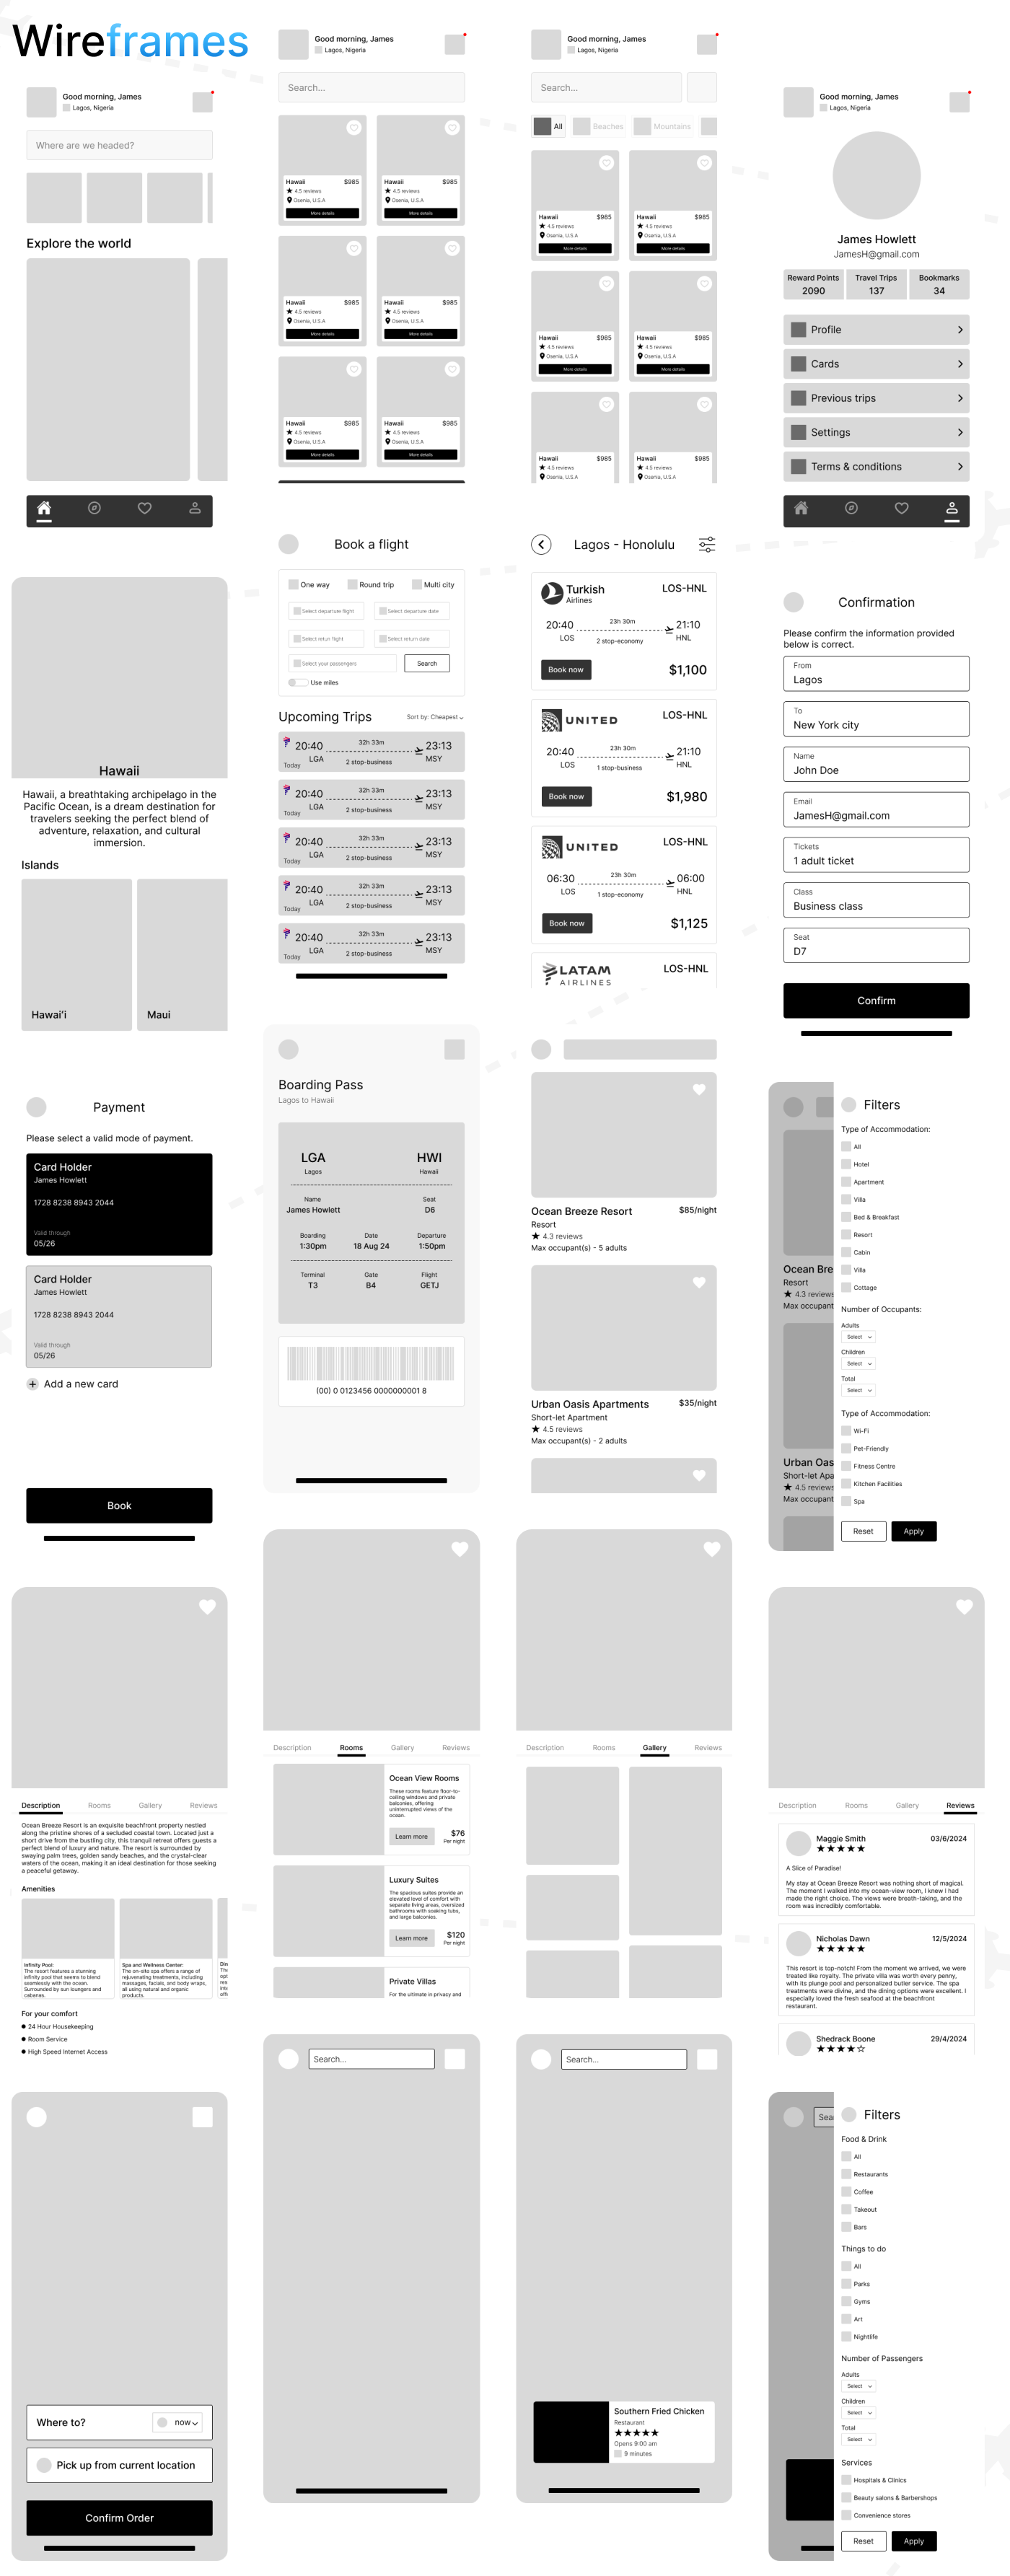 Wireframes
Good morning, James
Lagos, Nigeria
Where are we headed?
Explore the world
Good morning, James
Lagos, Nigeria
Search...
Hawaii $985
4.5 reviews
Osenia, U.S.A
More details
Hawaii $985
4.5 reviews
Osenia, U.S.A
More details
Hawaii $985
4.5 reviews
Osenia, U.S.A
More details
Hawaii $985
4.5 reviews
Osenia, U.S.A
More details
Hawaii $985
4.5 reviews
Osenia, U.S.A
More details
Hawaii $985
4.5 reviews
Osenia, U.S.A
More details
Good morning, James
Lagos, Nigeria
Search...
All Beaches Mountains
Hawaii $985
4.5 reviews
Osenia, U.S.A
More details
Hawaii $985
4.5 reviews
Osenia, U.S.A
More details
Hawaii $985
4.5 reviews
Osenia, U.S.A
More details
Hawaii $985
4.5 reviews
Osenia, U.S.A
More details
Hawaii $985
4.5 reviews
Osenia, U.S.A
Hawaii $985
4.5 reviews
Osenia, U.S.A
Good morning, James
Lagos, Nigeria
James Howlett
JamesH@gmail.com
Reward Points Travel Trips Bookmarks
2090 137 34
Profile
Cards
Previous trips
Settings
Terms & conditions
Hawaii
Hawaii, a breathtaking archipelago in the
Pacific Ocean, is a dream destination for
travelers seeking the perfect blend of
adventure, relaxation, and cultural
immersion.
Islands
Hawaiʻi Maui
Book a flight
One way Round trip Multi city
Select departure flight Select departure date
Select return flight Select return date
Select your passengers Search
Use miles
Upcoming Trips Sort by: Cheapest
20:40 32h 33m 23:13
Today LGA 2 stop-business MSY
20:40 32h 33m 23:13
Today LGA 2 stop-business MSY
20:40 32h 33m 23:13
Today LGA 2 stop-business MSY
20:40 32h 33m 23:13
Today LGA 2 stop-business MSY
20:40 32h 33m 23:13
Today LGA 2 stop-business MSY
Lagos - Honolulu
Turkish LOS-HNL
Airlines
20:40 23h 30m 21:10
LOS 2 stop-economy HNL
Book now $1,100
UNITED LOS-HNL
20:40 23h 30m 21:10
LOS 1 stop-business HNL
Book now $1,980
UNITED LOS-HNL
06:30 23h 30m 06:00
LOS 1 stop-economy HNL
Book now $1,125
LATAM LOS-HNL
AIRLINES
Confirmation
Please confirm the information provided
below is correct.
From
Lagos
To
New York city
Name
John Doe
Email
JamesH@gmail.com
Tickets
1 adult ticket
Class
Business class
Seat
D7
Confirm
Payment
Please select a valid mode of payment.
Card Holder
James Howlett
1728 8238 8943 2044
Valid through
05/26
Card Holder
James Howlett
1728 8238 8943 2044
Valid through
05/26
Add a new card
Book
Boarding Pass
Lagos to Hawaii
LGA HWI
Lagos Hawaii
Name Seat
James Howlett D6
Boarding Date Departure
1:30pm 18 Aug 24 1:50pm
Terminal Gate Flight
T3 B4 GETJ
(00) 0 0123456 0000000001 8
Ocean Breeze Resort $85/night
Resort
4.3 reviews
Max occupant(s) - 5 adults
Urban Oasis Apartments $35/night
Short-let Apartment
4.5 reviews
Max occupant(s) - 2 adults
Ocean Bre
Resort
4.3 reviews
Max occupant
Urban Oas
Short-let Apa
4.5 reviews
Max occupant
Filters
Type of Accommodation:
All
Hotel
Apartment
Villa
Bed & Breakfast
Resort
Cabin
Villa
Cottage
Number of Occupants:
Adults
Select
Children
Select
Total
Select
Type of Accommodation:
Wi-Fi
Pet-Friendly
Fitness Centre
Kitchen Facilities
Spa
Reset Apply
Description Rooms Gallery Reviews
Ocean Breeze Resort is an exquisite beachfront property nestled
along the pristine shores of a secluded coastal town. Located just a
short drive from the bustling city, this tranquil retreat offers guests a
perfect blend of luxury and nature. The resort is surrounded by
swaying palm trees, golden sandy beaches, and the crystal-clear
waters of the ocean, making it an ideal destination for those seeking
a peaceful getaway.
Amenities
Infinity Pool:
The resort features a stunning
infinity pool that seems to blend
seamlessly with the ocean.
Surrounded by sun loungers and
cabanas.
Spa and Wellness Center:
The on-site spa offers a range of
rejuvenating treatments, including
massages, facials, and body wraps,
all using natural and organic
products.
For your comfort
24 Hour Housekeeping
Room Service
High Speed Internet Access
Description Rooms Gallery Reviews
Ocean View Rooms
These rooms feature floor-to-
ceiling windows and private
balconies, offering
uninterrupted views of the
ocean.
Learn more $76
Per night
Luxury Suites
The spacious suites provide an
elevated level of comfort with
separate living areas, oversized
bathrooms with soaking tubs,
and large balconies.
Learn more $120
Per night
Private Villas
For the ultimate in privacy and
Description Rooms Gallery Reviews
Description Rooms Gallery Reviews
Maggie Smith 03/6/2024
A Slice of Paradise!
My stay at Ocean Breeze Resort was nothing short of magical.
The moment I walked into my ocean-view room, I knew I had
made the right choice. The views were breath-taking, and the
room was incredibly comfortable.
Nicholas Dawn 12/5/2024
This resort is top-notch! From the moment we arrived, we were
treated like royalty. The private villa was worth every penny,
with its plunge pool and personalized butler service. The spa
treatments were divine, and the dining options were excellent. I
especially loved the fresh seafood at the beachfront
restaurant.
Shedrack Boone 29/4/2024
Where to? now
Pick up from current location
Confirm Order
Search...
Search...
Southern Fried Chicken
Restaurant
Opens 9:00 am
9 minutes
Sear
Filters
Food & Drink
All
Restaurants
Coffee
Takeout
Bars
Things to do
All
Parks
Gyms
Art
Nightlife
Number of Passengers
Adults
Select
Children
Select
Total
Select
Services
Hospitals & Clinics
Beauty salons & Barbershops
Convenience stores
Reset Apply